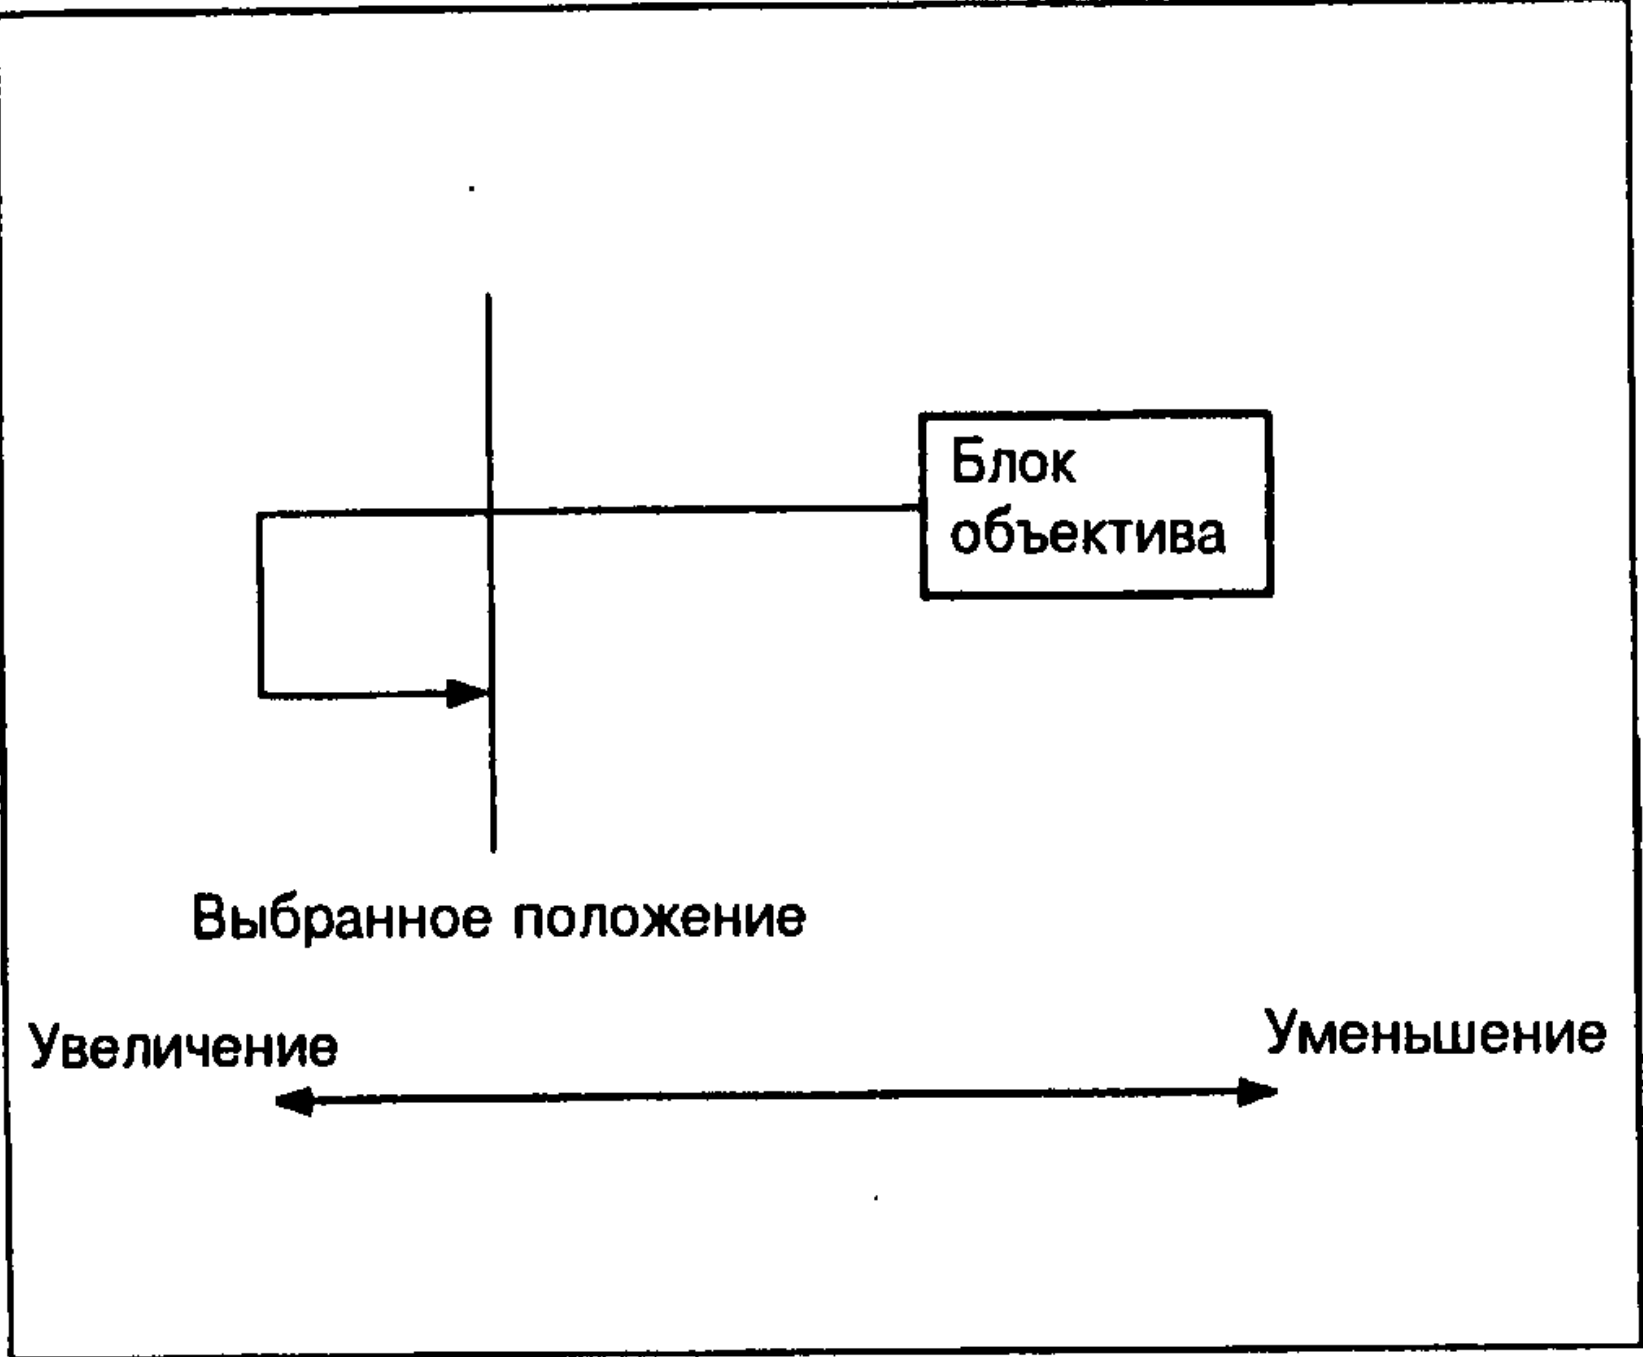 Блок
объектива
Выбранное положение
Увеличение
Уменьшение